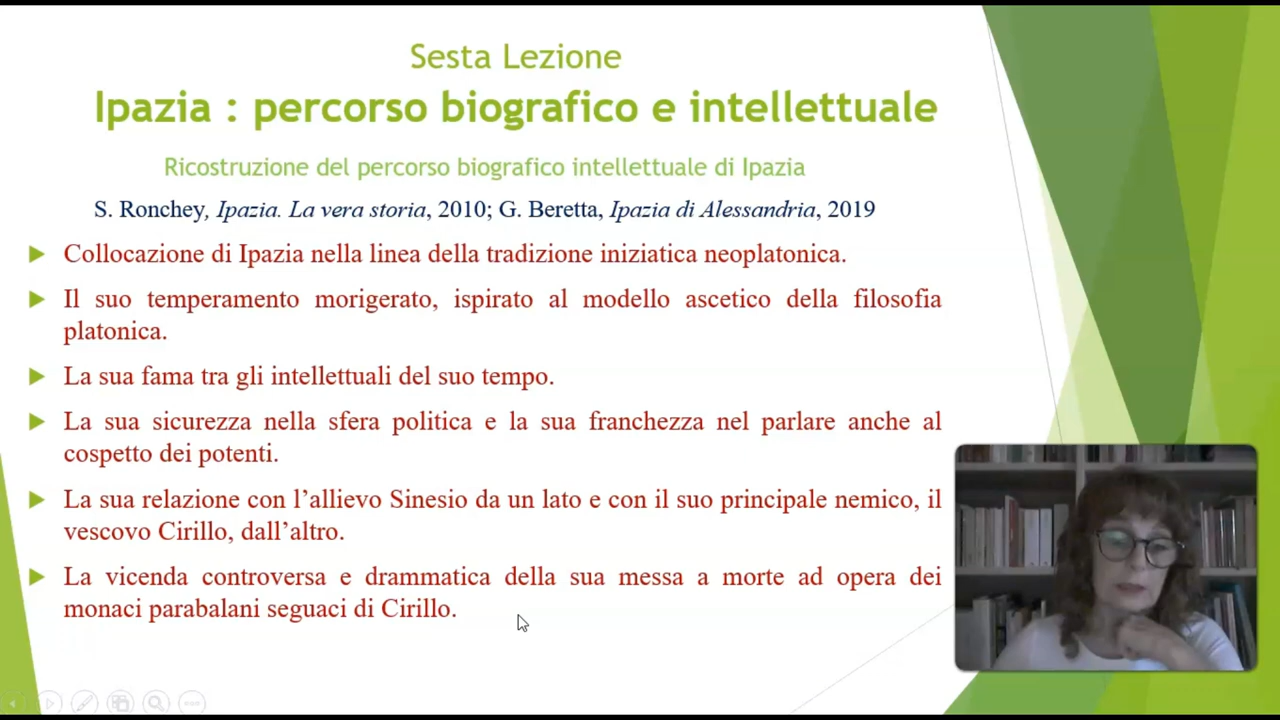 Sesta Lezione
Ipazia : percorso biografico e intellettuale
Ricostruzione del percorso biografico intellettuale di Ipazia
S. Ronchey, Ipazia. La vera storia, 2010; G. Beretta, Ipazia di Alessandria, 2019
Collocazione di Ipazia nella linea della tradizione iniziatica neoplatonica.
Il suo temperamento morigerato, ispirato al modello ascetico della filosofia
platonica.
La sua fama tra gli intellettuali del suo tempo.
La sua sicurezza nella sfera politica e la sua franchezza nel parlare anche al
cospetto dei potenti.
La sua relazione con l’allievo Sinesio da un lato e con il suo principale nemico, il
vescovo Cirillo, dall’altro.
La vicenda controversa e drammatica della sua messa a morte ad opera dei
monaci parabalani seguaci di Cirillo.